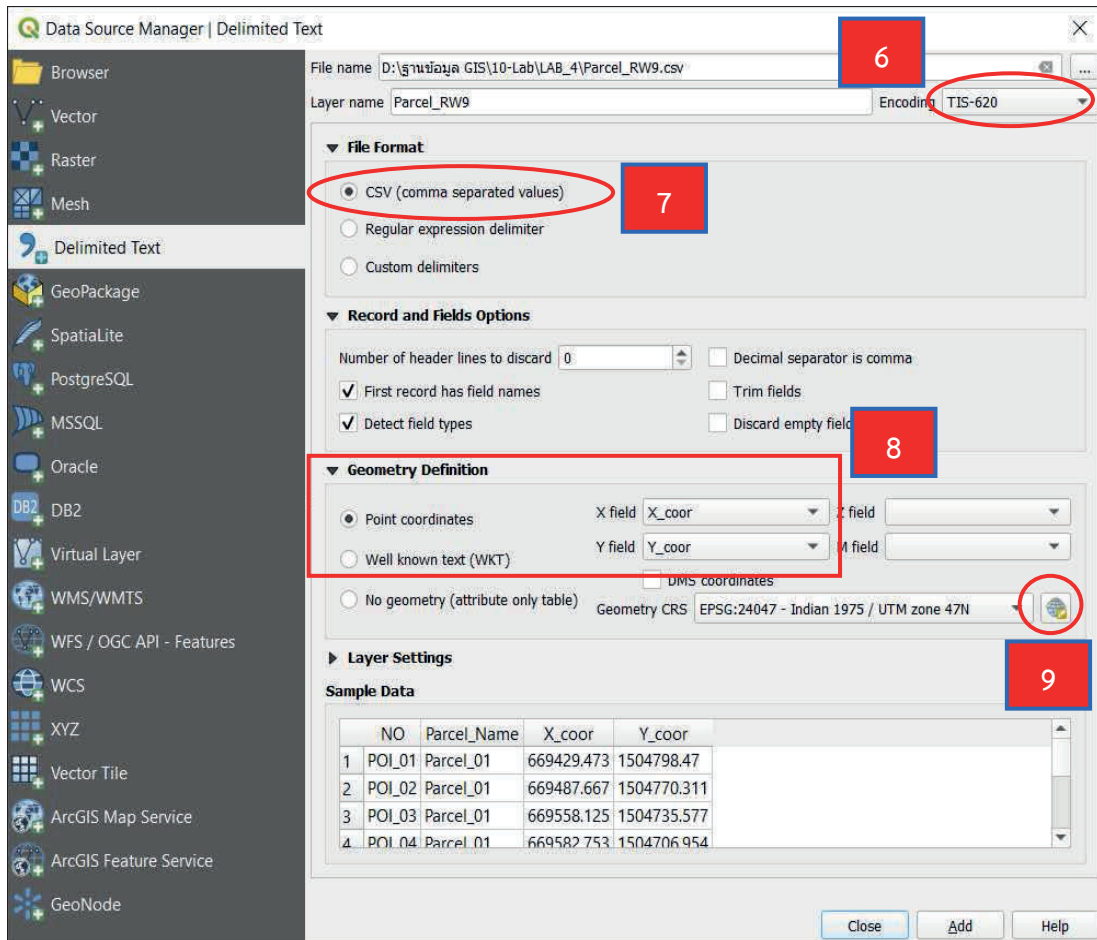 Data Source Manager | Delimited Text
6
File name D:\ฐานข้อมูล GIS\10-Lab\LAB_4\Parcel_RW9.csv ...
Layer name Parcel_RW9 Encoding TIS-620
Browser
Vector
Raster
Mesh
Delimited Text
GeoPackage
SpatiaLite
PostgreSQL
MSSQL
Oracle
DB2 DB2
Virtual Layer
WMS/WMTS
WFS / OGC API - Features
WCS
XYZ
Vector Tile
ArcGIS Map Service
ArcGIS Feature Service
GeoNode
File Format
CSV (comma separated values)
7
Regular expression delimiter
Custom delimiters
Record and Fields Options
Number of header lines to discard 0 Decimal separator is comma
First record has field names Trim fields
Detect field types Discard empty field
8
Geometry Definition
Point coordinates X field X_coor Z field
Well known text (WKT) Y field Y_coor M field
DMS coordinates
No geometry (attribute only table) Geometry CRS EPSG:24047 - Indian 1975 / UTM zone 47N
9
Layer Settings
Sample Data
NO Parcel_Name X_coor Y_coor
1 POI_01 Parcel_01 669429.473 1504798.47
2 POI_02 Parcel_01 669487.667 1504770.311
3 POI_03 Parcel_01 669558.125 1504735.577
4 POI_04 Parcel_01 669582.753 1504706.954
Close Add Help